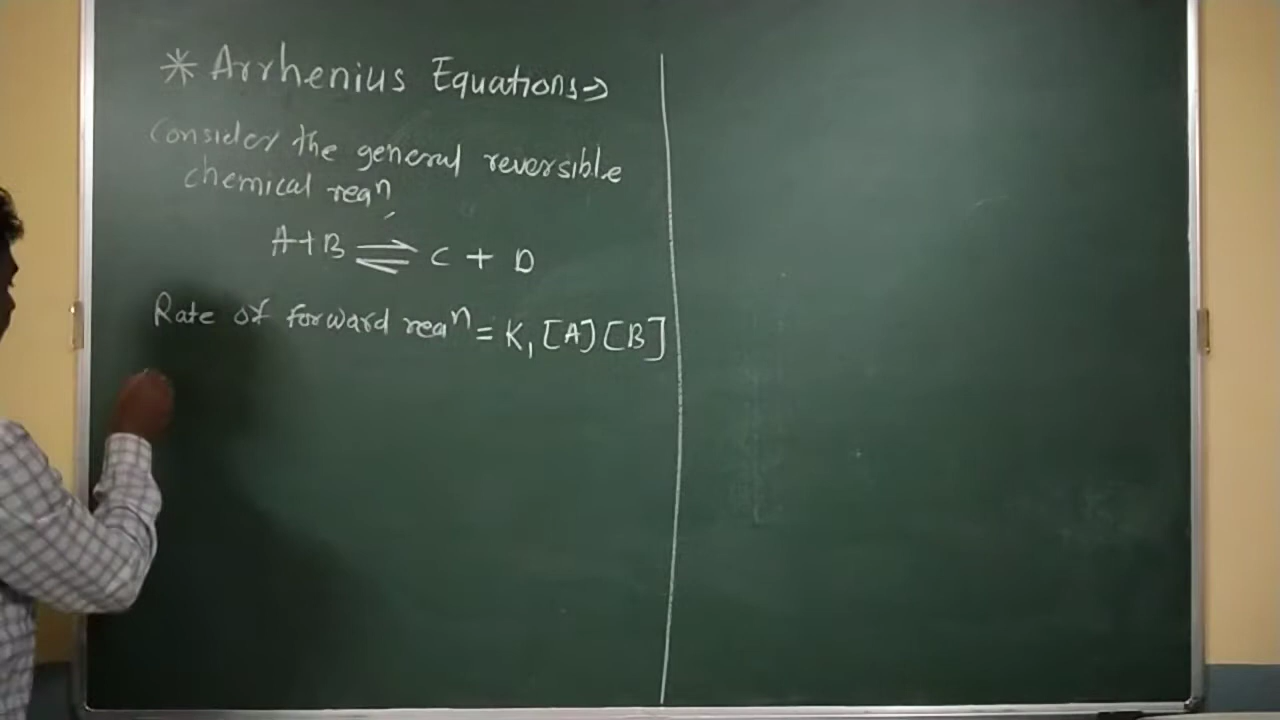 * Arrhenius Equations→
Consider the general reversible
chemical reaⁿ
A+B ⇌ C + D
Rate of forward reaⁿ = K₁ [A] [B]